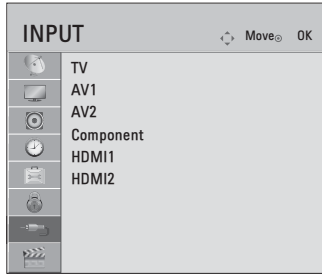 INPUT Move OK
TV
AV1
AV2
Component
HDMI1
HDMI2